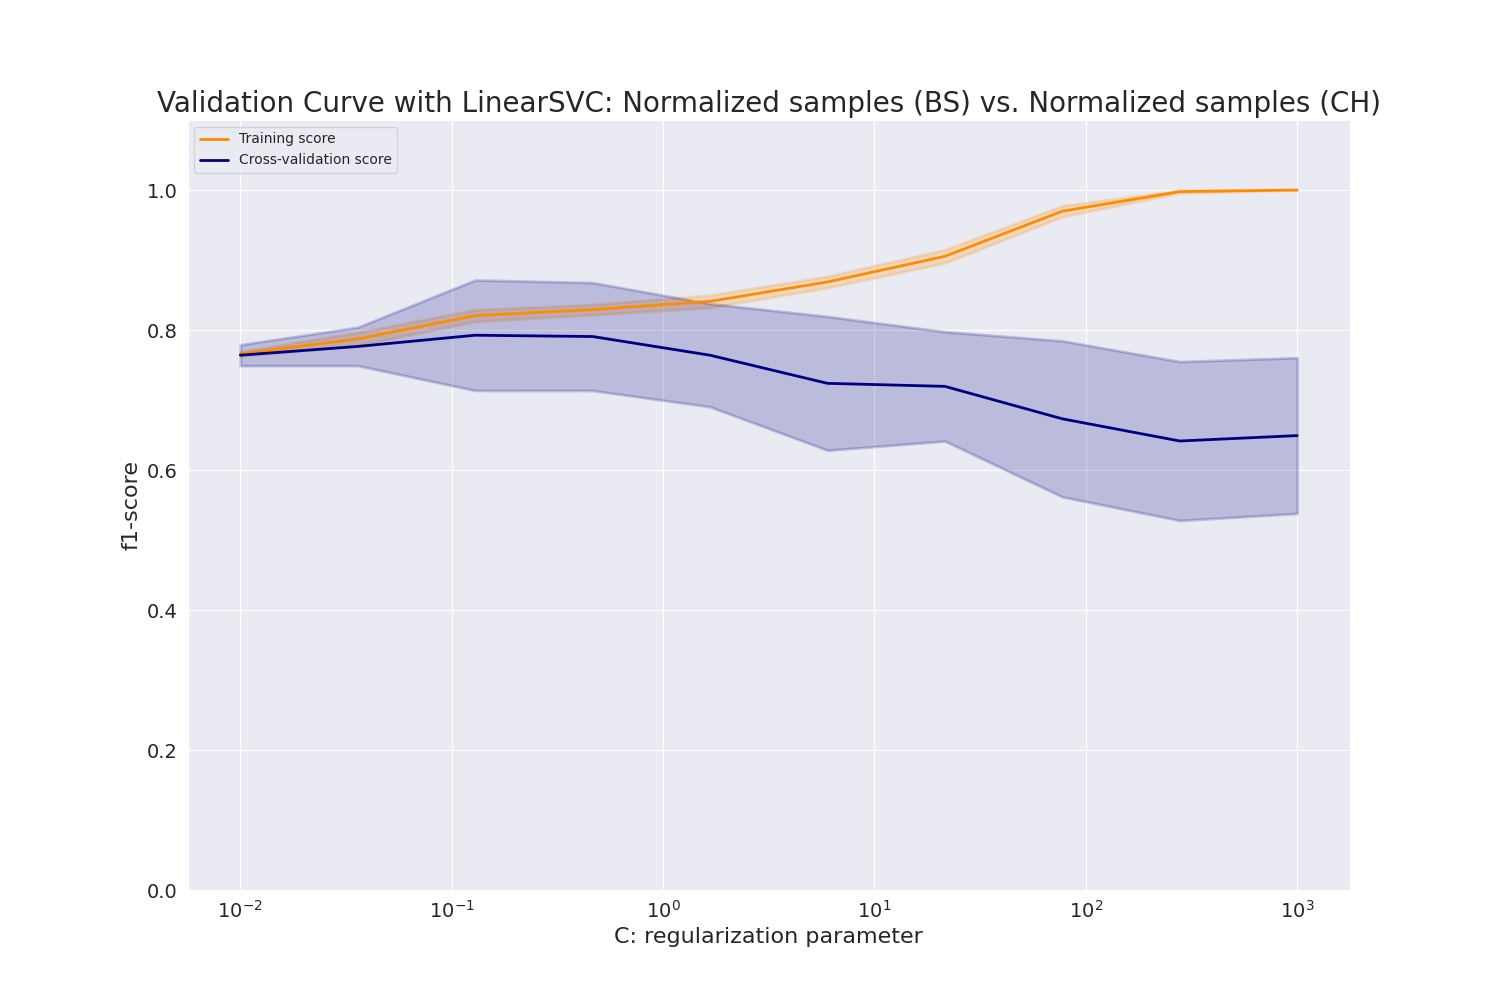 Validation Curve with LinearSVC: Normalized samples (BS) vs. Normalized samples (CH)
Training score
Cross-validation score
1.0
0.8
0.6
0.4
0.2
0.0
f1-score
10⁻² 10⁻¹ 10⁰ 10¹ 10² 10³
C: regularization parameter